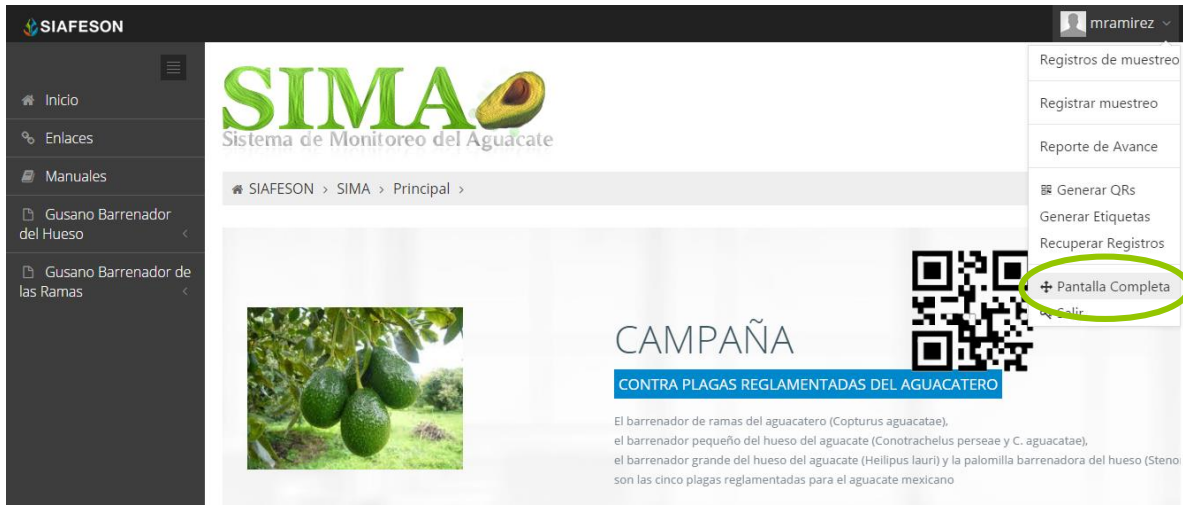 SIAFESON
mramirez
Inicio
Enlaces
Manuales
Gusano Barrenador
del Hueso
Gusano Barrenador de
las Ramas
SIMA
Sistema de Monitoreo del Aguacate
SIAFESON > SIMA > Principal >
Registros de muestreo
Registrar muestreo
Reporte de Avance
Generar QRs
Generar Etiquetas
Recuperar Registros
Pantalla Completa
Salir
CAMPAÑA
CONTRA PLAGAS REGLAMENTADAS DEL AGUACATERO
El barrenador de ramas del aguacatero (Copturus aguacatae),
el barrenador pequeño del hueso del aguacate (Conotrachelus perseae y C. aguacatae),
el barrenador grande del hueso del aguacate (Heilipus lauri) y la palomilla barrenadora del hueso (Steno
son las cinco plagas reglamentadas para el aguacate mexicano